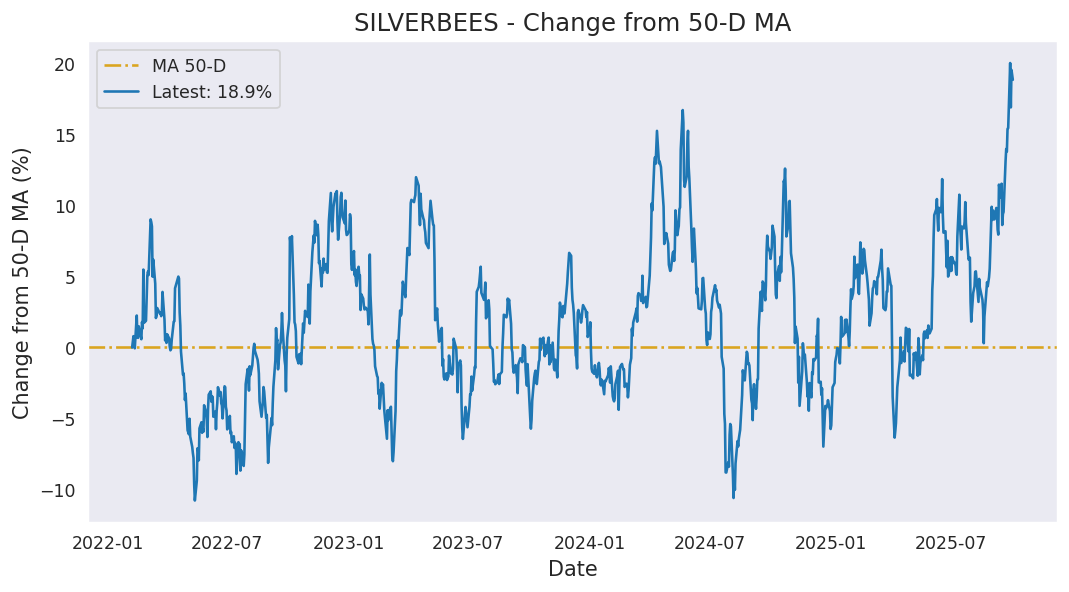 SILVERBEES - Change from 50-D MA
MA 50-D
Latest: 18.9%
Change from 50-D MA (%)
20
15
10
5
0
−5
−10
2022-01 2022-07 2023-01 2023-07 2024-01 2024-07 2025-01 2025-07
Date